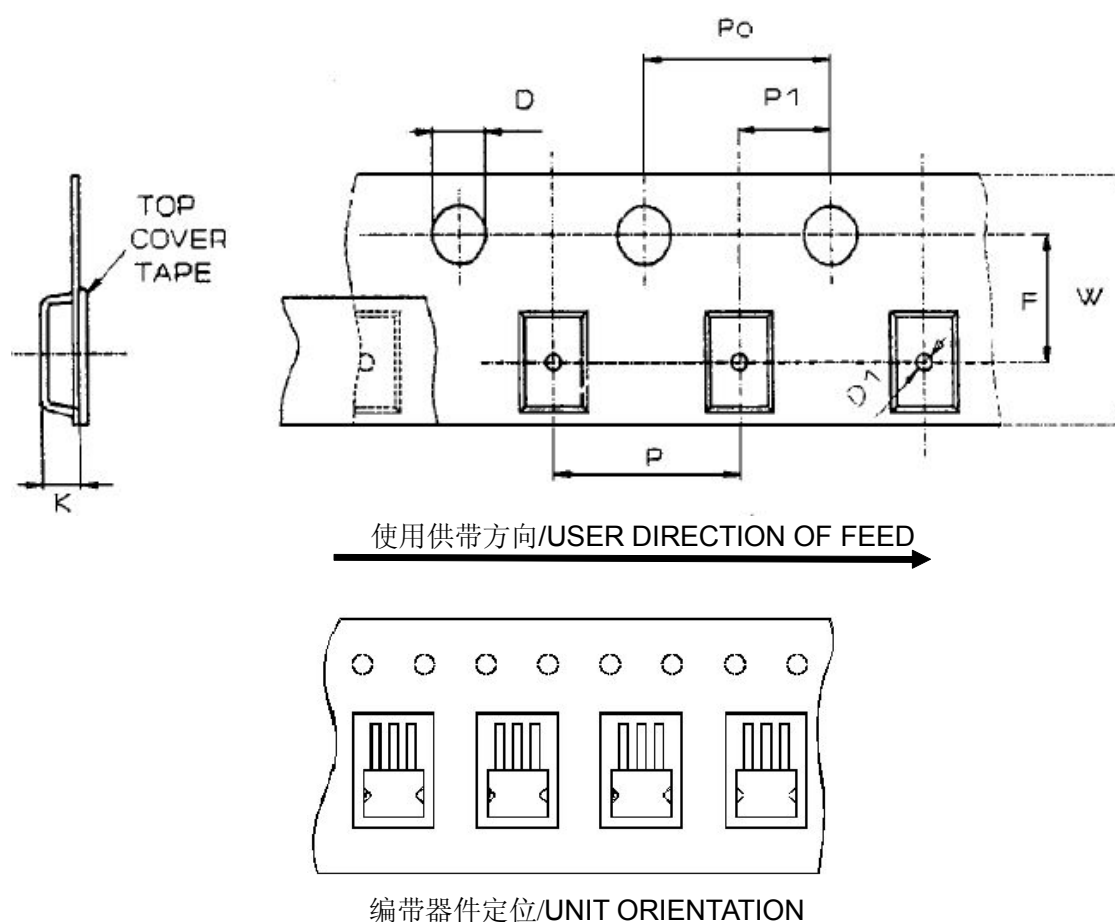 Po
D
P1
TOP
COVER
TAPE
F
W
D1
P
K
使用供带方向/USER DIRECTION OF FEED
编带器件定位/UNIT ORIENTATION